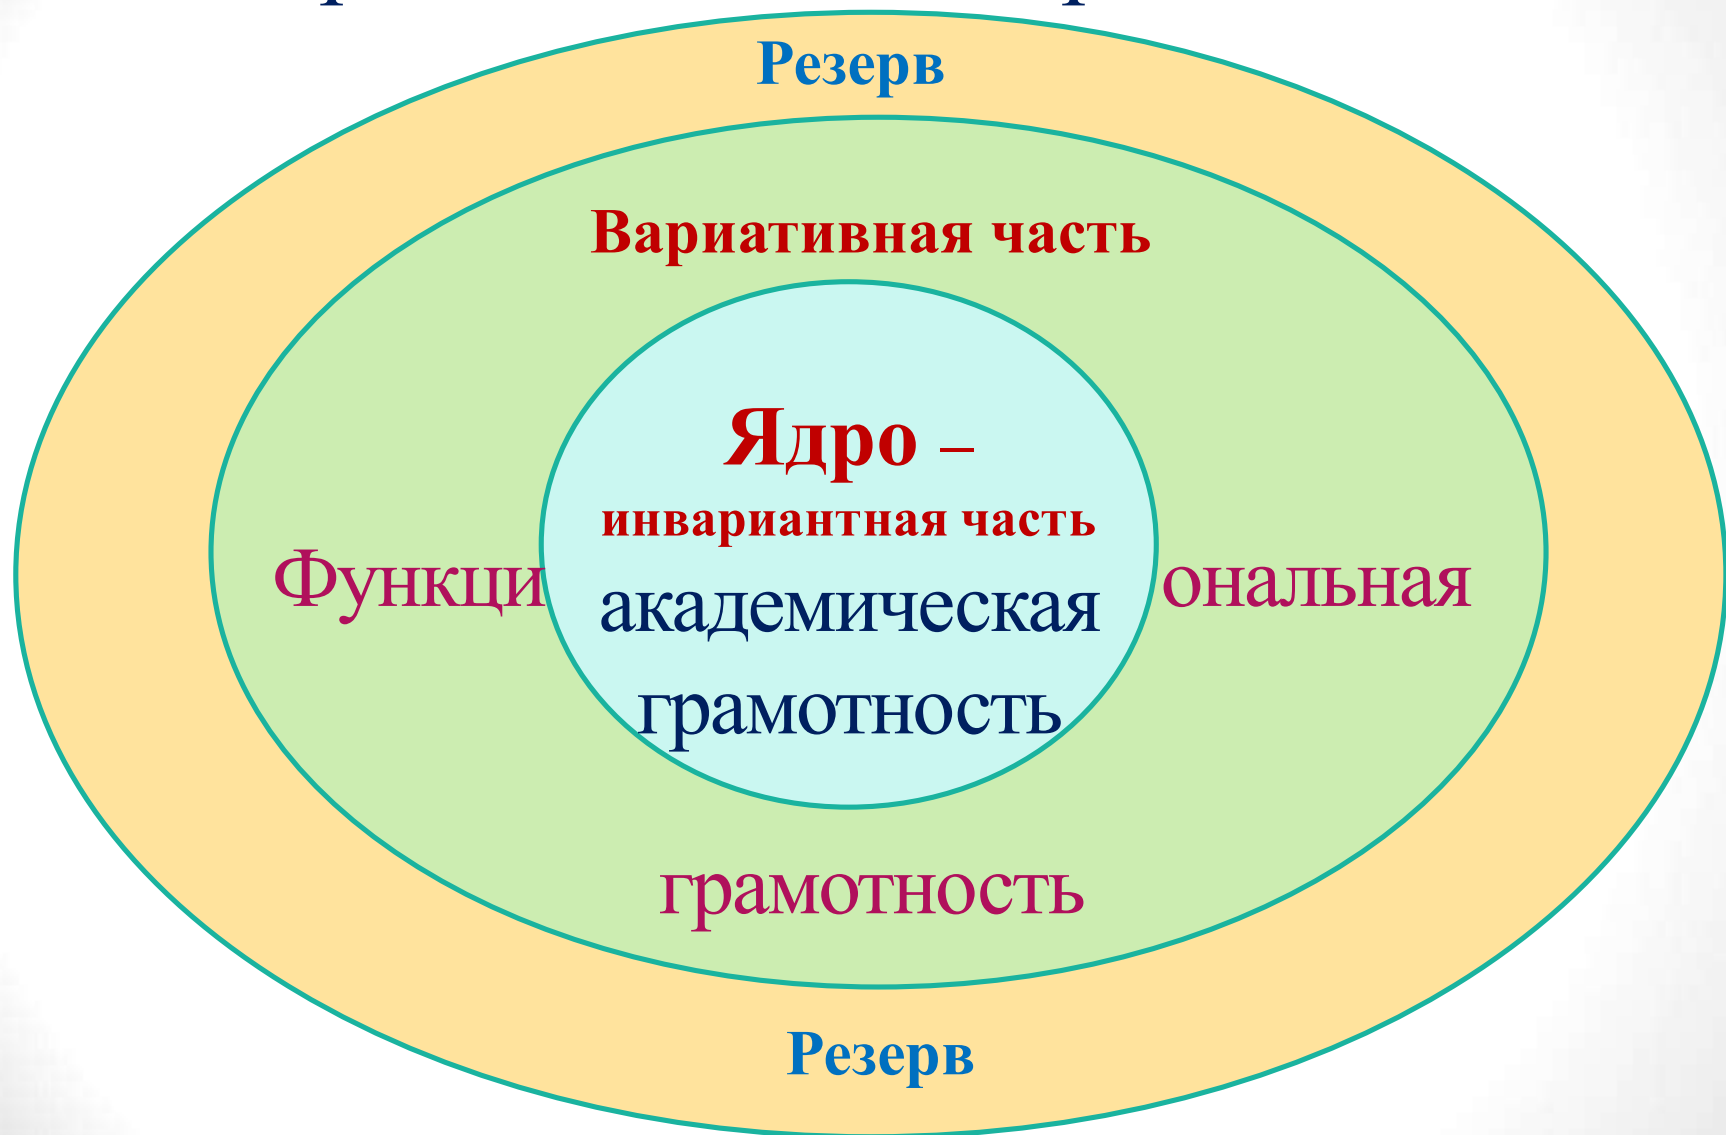 Резерв
Вариативная часть
Ядро –
инвариантная часть
Функци ональная
академическая
грамотность
грамотность
Резерв